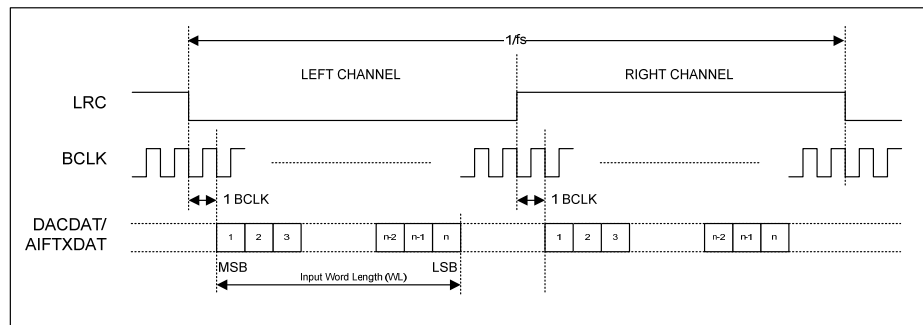 1/fs
LEFT CHANNEL
RIGHT CHANNEL
LRC
BCLK
1 BCLK
1 BCLK
DACDAT/
AIFTXDAT
1 2 3 n-2 n-1 n 1 2 3 n-2 n-1 n
MSB LSB
Input Word Length (WL)